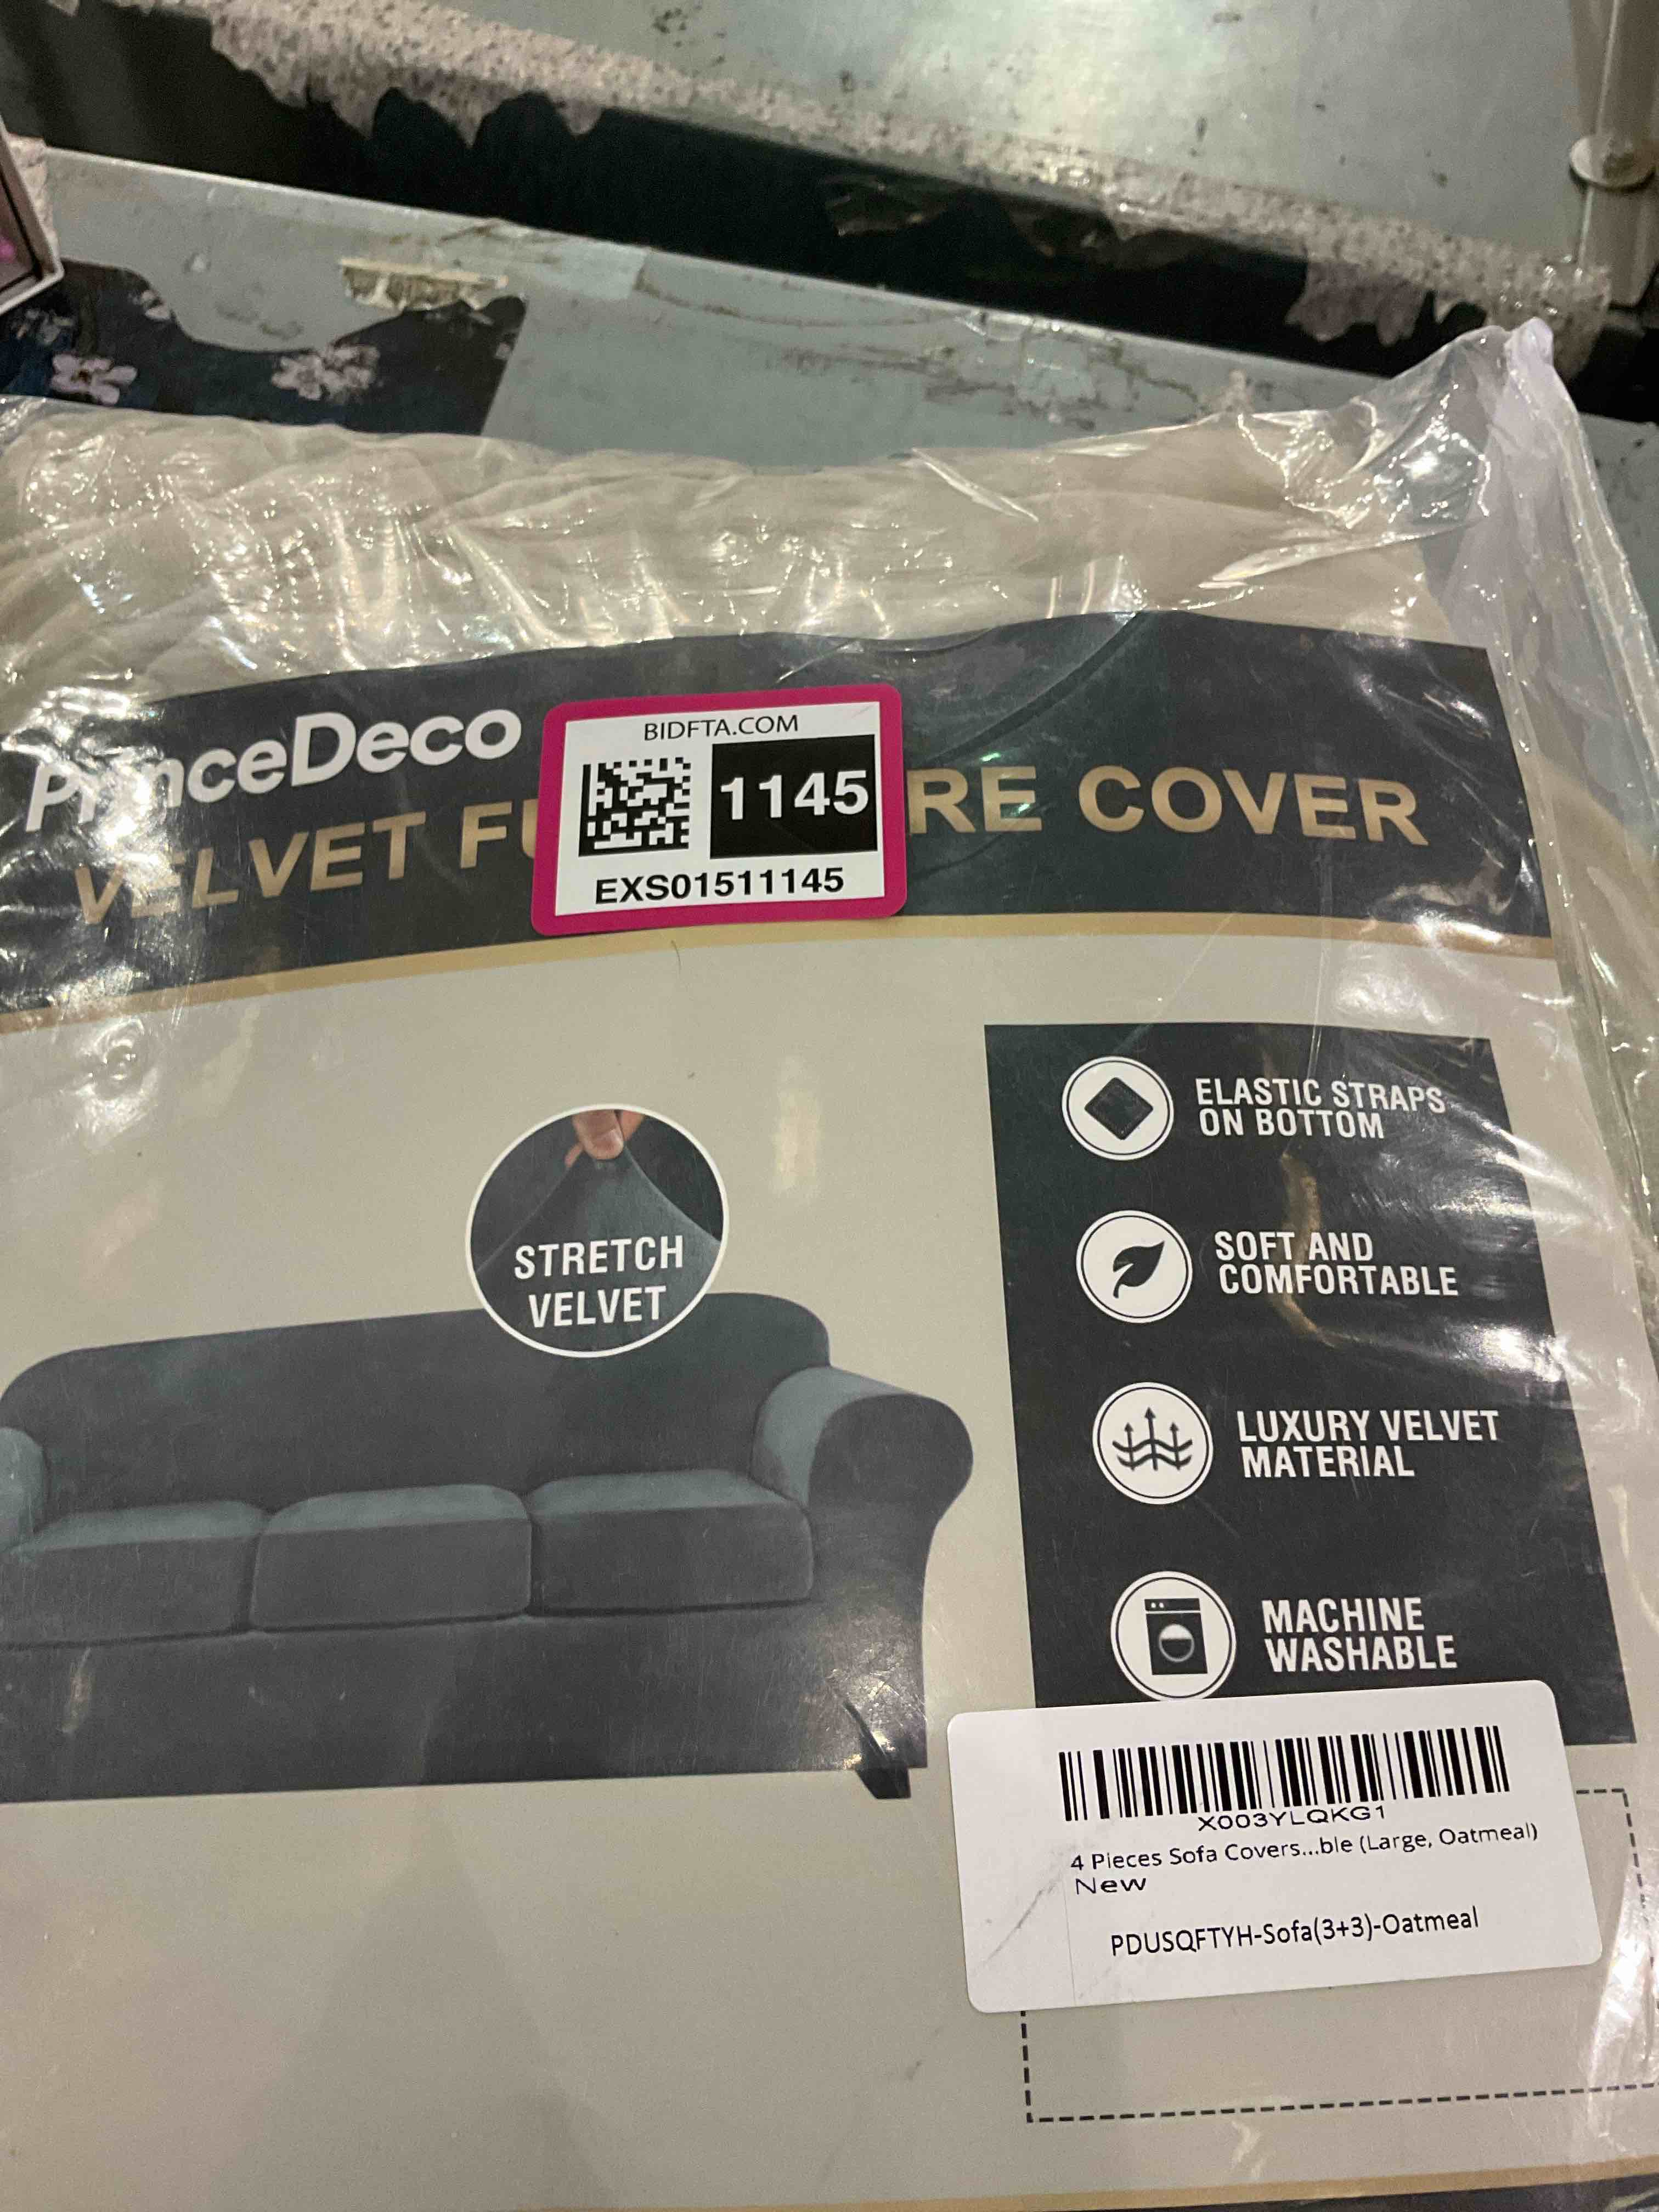 PrinceDeco
BIDFTA.COM
1145
EXS01511145
VELVET FU RE COVER
STRETCH
VELVET
ELASTIC STRAPS
ON BOTTOM
SOFT AND
COMFORTABLE
LUXURY VELVET
MATERIAL
MACHINE
WASHABLE
X003YLQKG1
4 Pieces Sofa Covers...ble (Large, Oatmeal)
New
PDUSQFTYH-Sofa(3+3)-Oatmeal